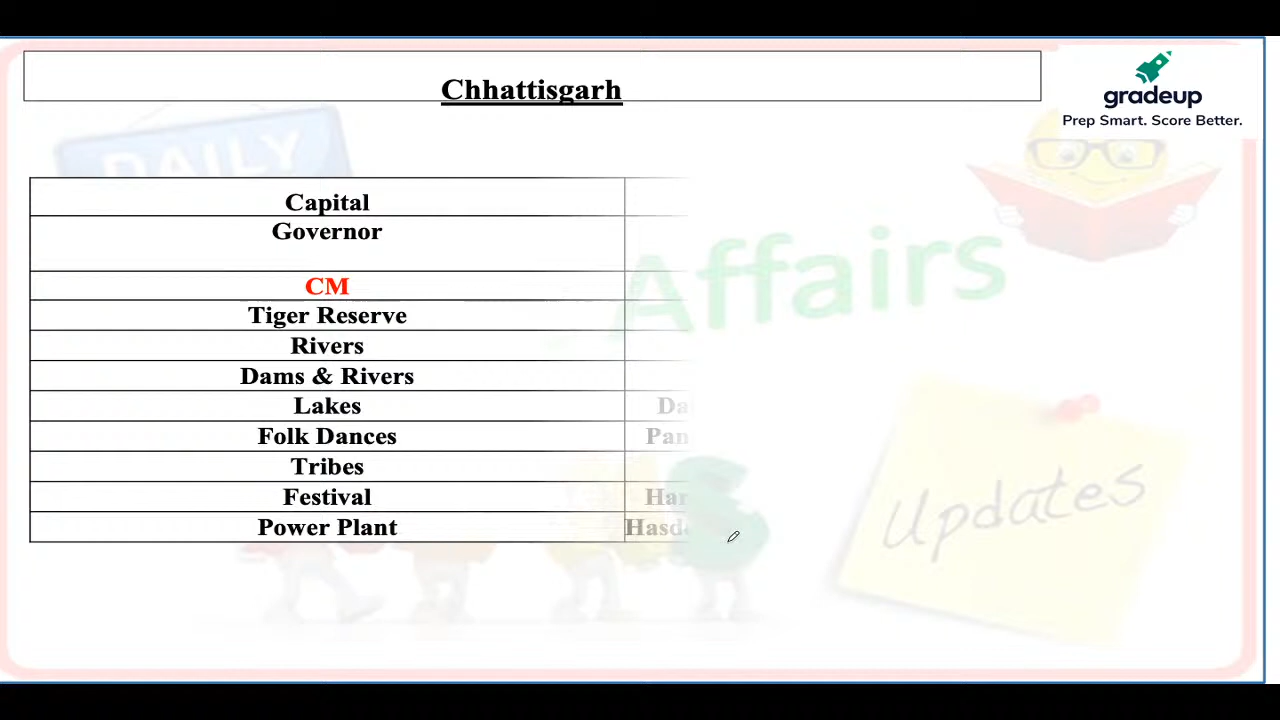 Chhattisgarh
gradeup
Prep Smart. Score Better.
DAILY
Capital
Governor
Affairs
CM
Tiger Reserve
Rivers
Dams & Rivers
Lakes
Folk Dances
Tribes
Updates
Festival
Power Plant